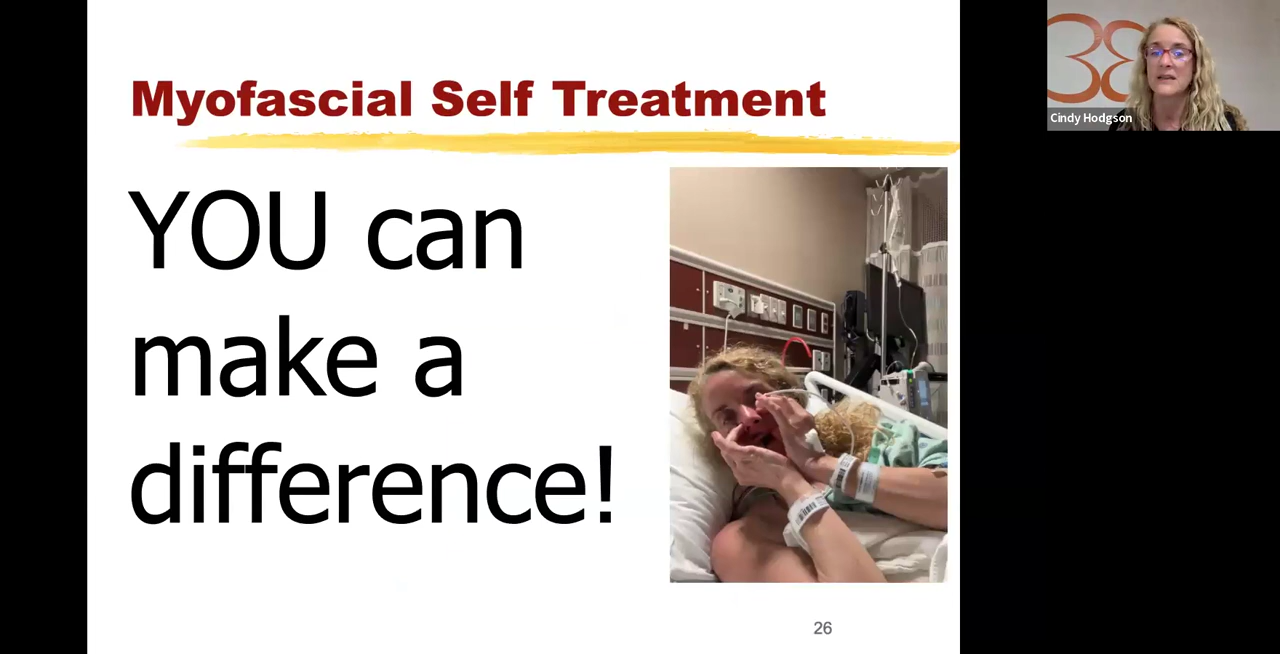 Myofascial Self Treatment
YOU can
make a
difference!
26
Cindy Hodgson